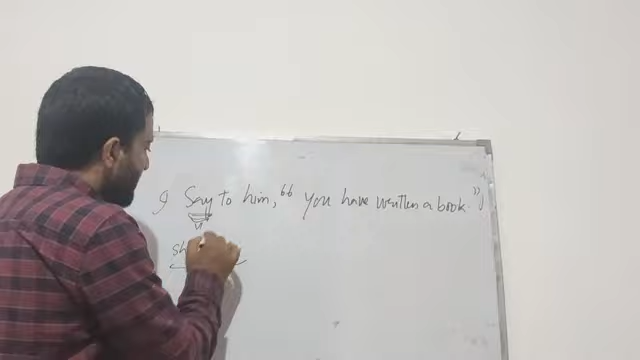 I Say to him, “ you have written a book. ”
Sh